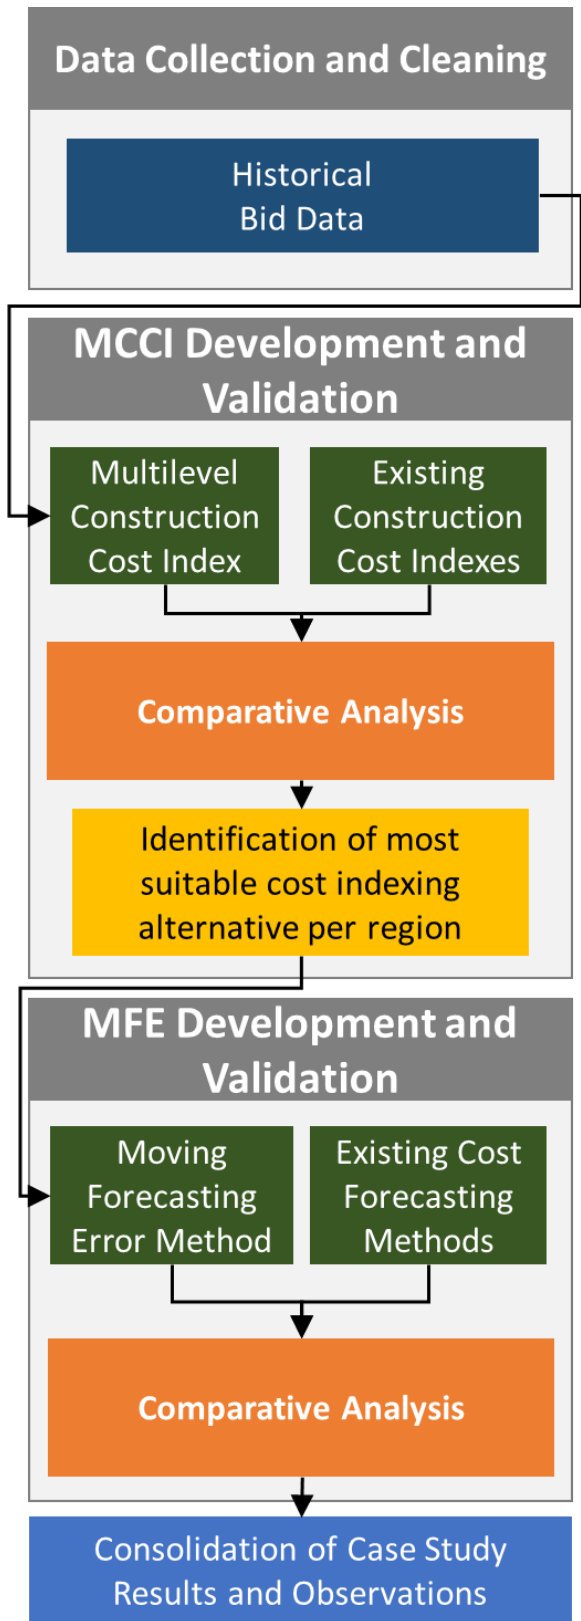 Data Collection and Cleaning
Historical
Bid Data
MCCI Development and
Validation
Multilevel
Construction
Cost Index
Existing
Construction
Cost Indexes
Comparative Analysis
Identification of most
suitable cost indexing
alternative per region
MFE Development and
Validation
Moving
Forecasting
Error Method
Existing Cost
Forecasting
Methods
Comparative Analysis
Consolidation of Case Study
Results and Observations